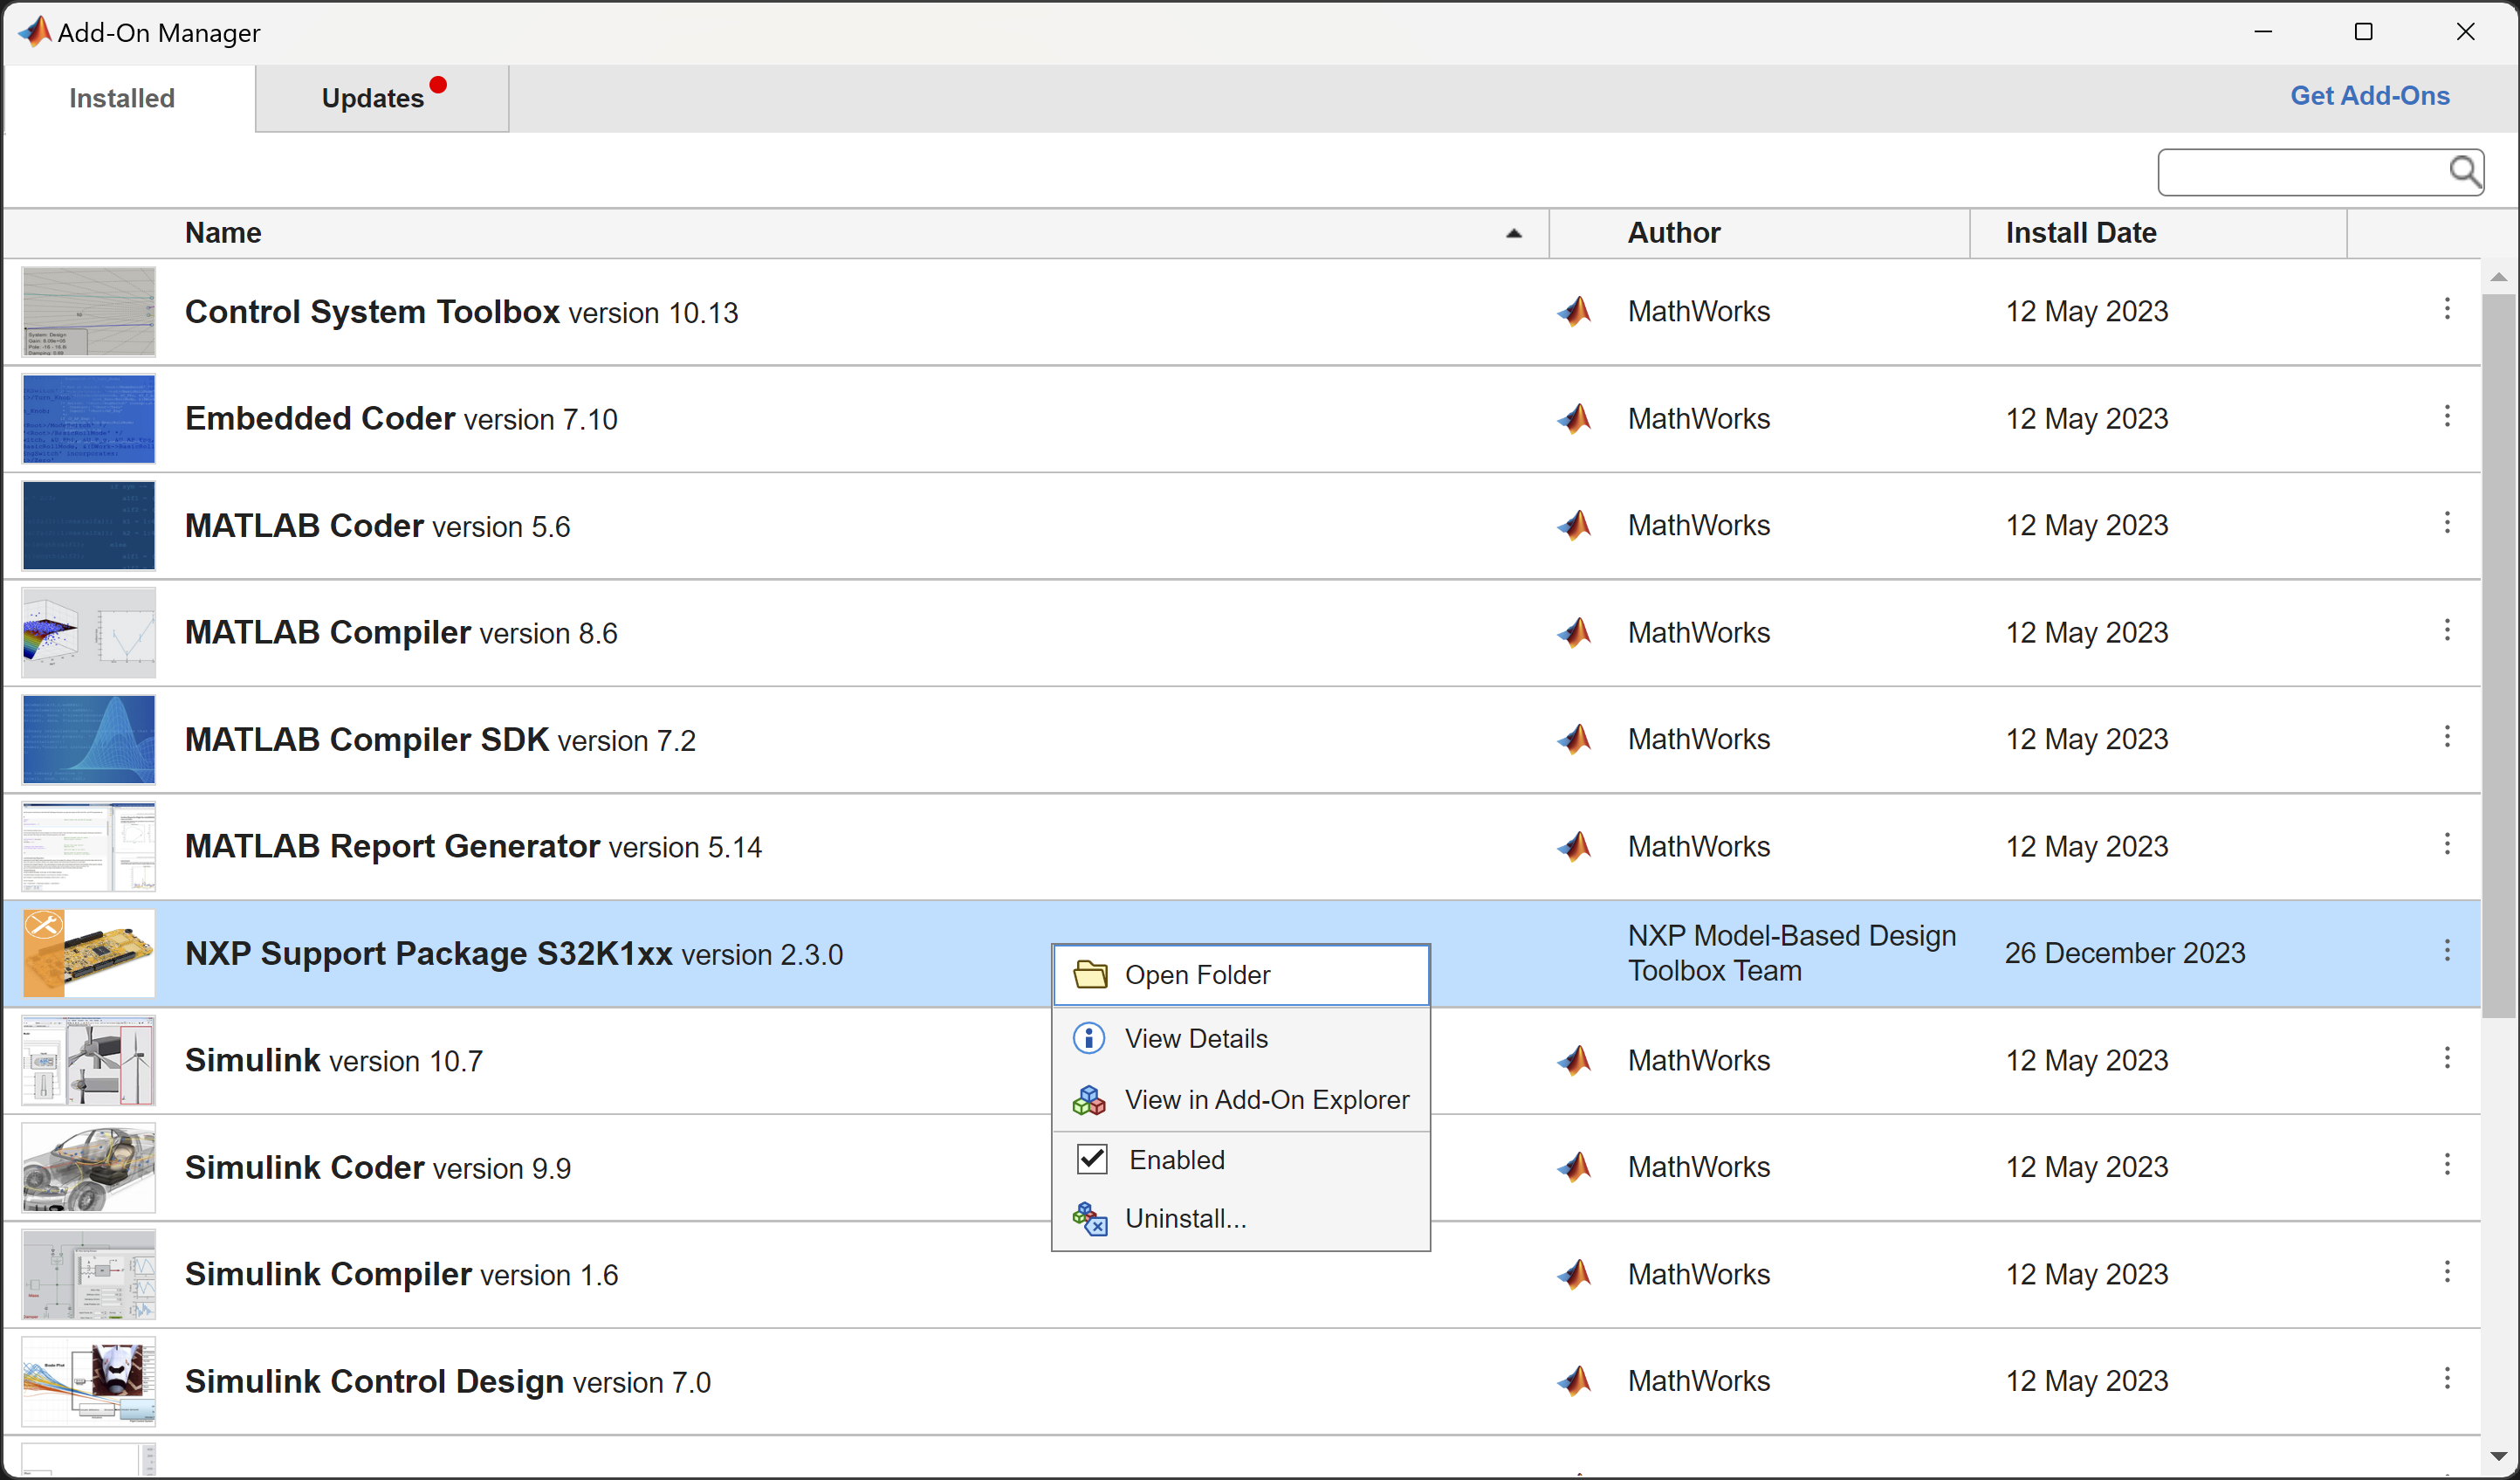 Add-On Manager
Installed
Updates
Get Add-Ons
Name
Author
Install Date
Control System Toolbox version 10.13
MathWorks
12 May 2023
Embedded Coder version 7.10
MathWorks
12 May 2023
MATLAB Coder version 5.6
MathWorks
12 May 2023
MATLAB Compiler version 8.6
MathWorks
12 May 2023
MATLAB Compiler SDK version 7.2
MathWorks
12 May 2023
MATLAB Report Generator version 5.14
MathWorks
12 May 2023
NXP Support Package S32K1xx version 2.3.0
NXP Model-Based Design
Toolbox Team
26 December 2023
Open Folder
View Details
View in Add-On Explorer
Enabled
Uninstall...
Simulink version 10.7
MathWorks
12 May 2023
Simulink Coder version 9.9
MathWorks
12 May 2023
Simulink Compiler version 1.6
MathWorks
12 May 2023
Simulink Control Design version 7.0
MathWorks
12 May 2023